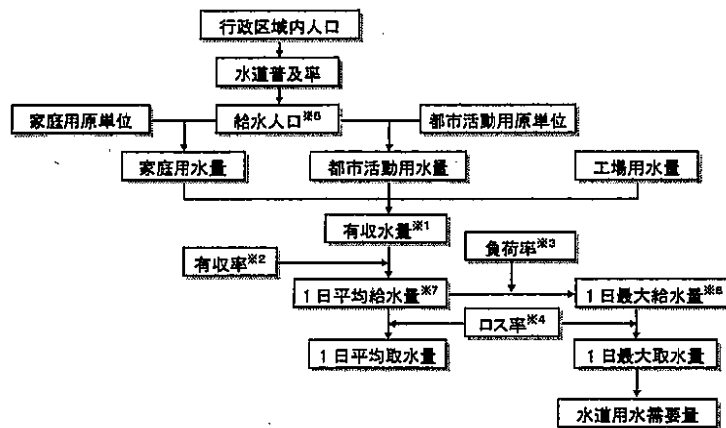 行政区域内人口
水道普及率
家庭用原単位
給水人口※5
都市活動用原単位
家庭用水量
都市活動用水量
工場用水量
有収水量※1
有収率※2
負荷率※3
1日平均給水量※7
1日最大給水量※6
ロス率※4
1日平均取水量
1日最大取水量
水道用水需要量